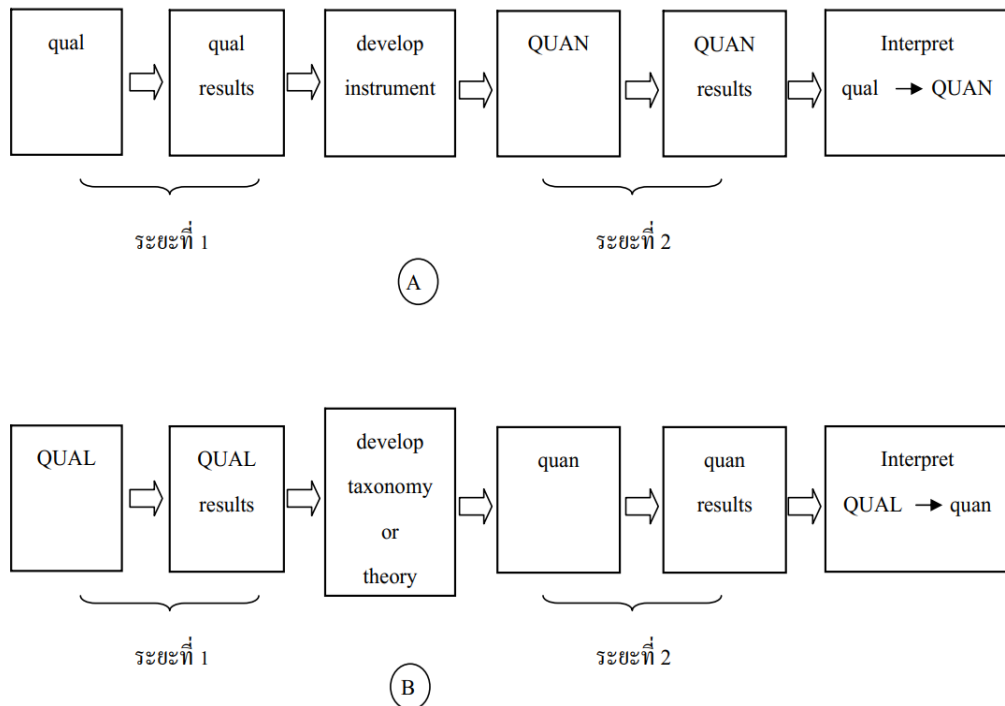 qual
qual
results
develop
instrument
QUAN
QUAN
results
Interpret
qual → QUAN
ระยะที่ 1
ระยะที่ 2
A
QUAL
QUAL
results
develop
taxonomy
or
theory
quan
quan
results
Interpret
QUAL → quan
ระยะที่ 1
ระยะที่ 2
B